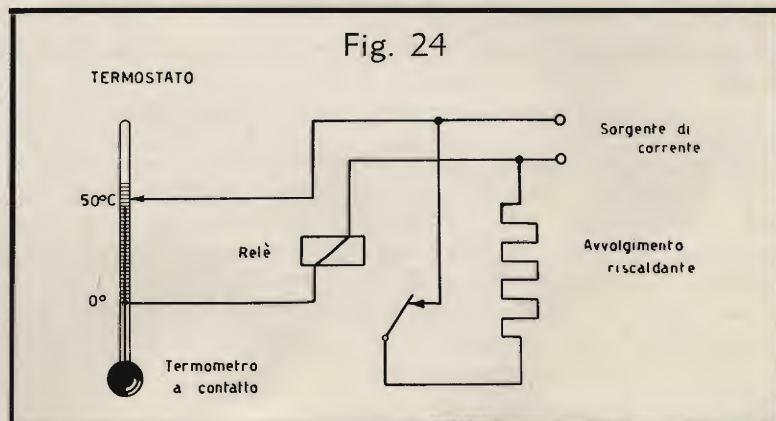 Fig. 24
TERMOSTATO
Sorgente di
corrente
50°C
Relè
Avvolgimento
riscaldante
0°
Termometro
a contatto